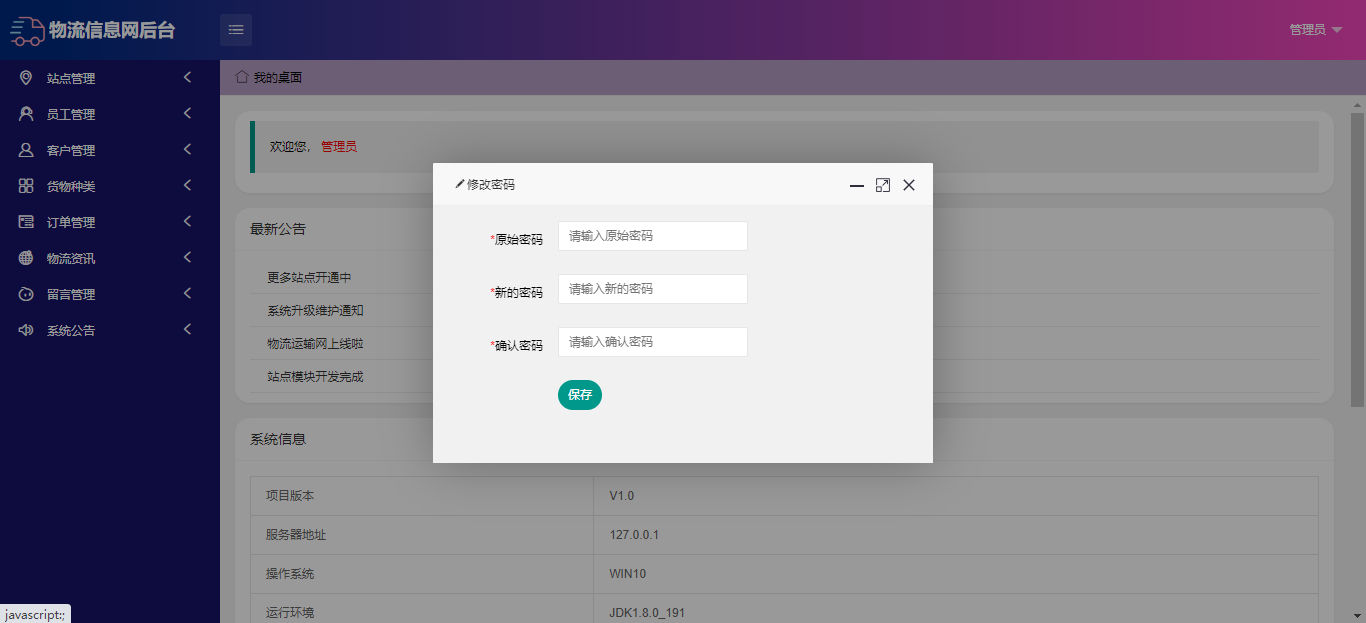 物流信息网后台
管理员
站点管理
员工管理
客户管理
货物种类
订单管理
物流资讯
留言管理
系统公告
我的桌面
欢迎您, 管理员
最新公告
更多站点开通中
系统升级维护通知
物流运输网上线啦
站点模块开发完成
修改密码
*原始密码 请输入原始密码
*新的密码 请输入新的密码
*确认密码 请输入确认密码
保存
系统信息
项目版本 V1.0
服务器地址 127.0.0.1
操作系统 WIN10
运行环境 JDK1.8.0_191
javascript:;